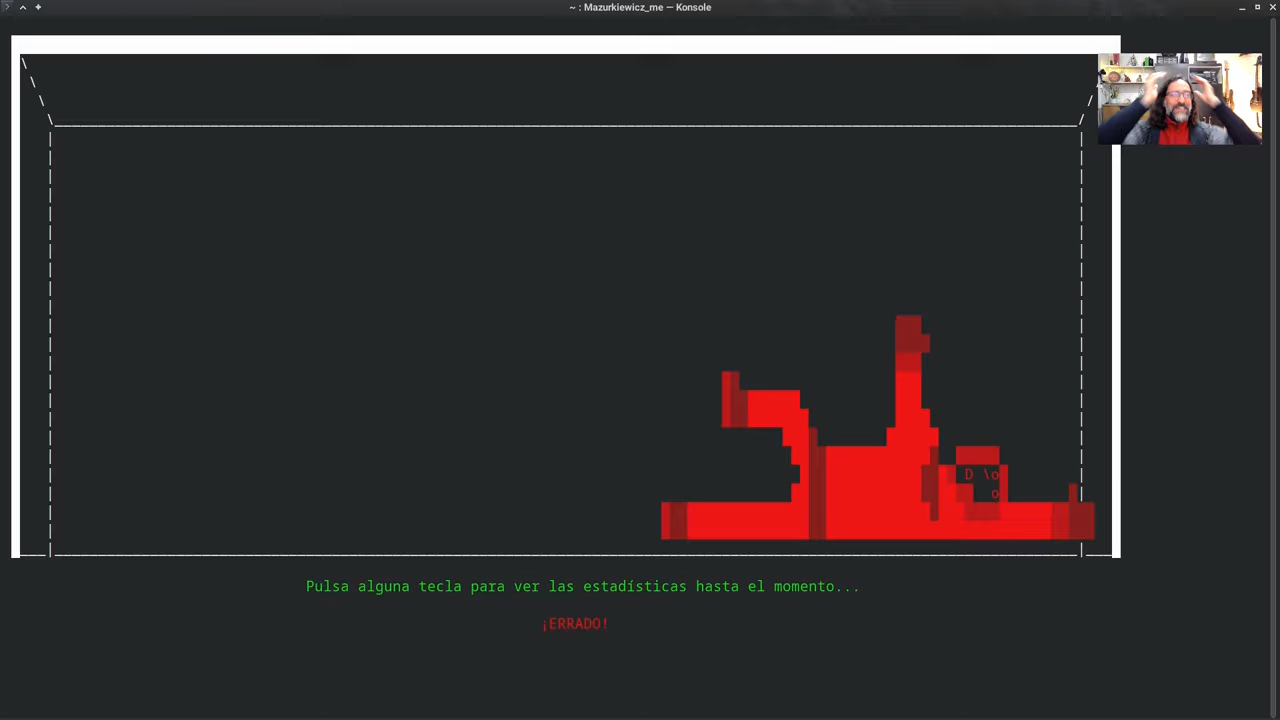 ~ : Mazurkiewicz_me — Konsole
D \o
o
Pulsa alguna tecla para ver las estadísticas hasta el momento...
¡ERRADO!